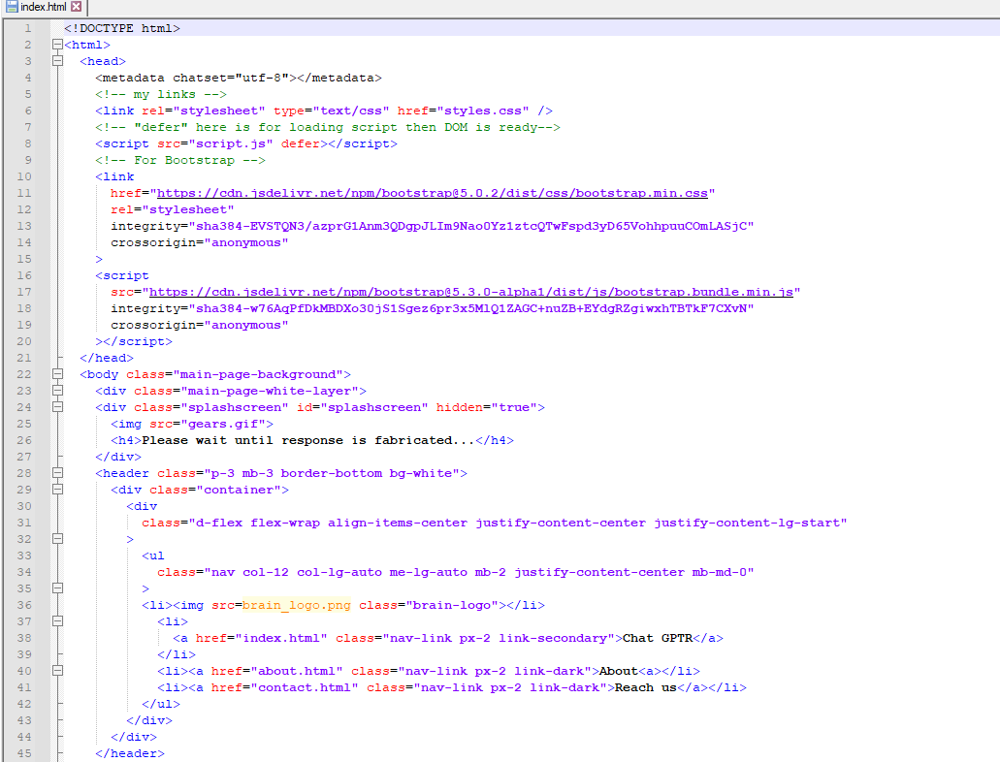 index.html
1 <!DOCTYPE html>
2 <html>
3 <head>
4 <metadata chatset="utf-8"></metadata>
5 <!-- my links -->
6 <link rel="stylesheet" type="text/css" href="styles.css" />
7 <!-- "defer" here is for loading script then DOM is ready-->
8 <script src="script.js" defer></script>
9 <!-- For Bootstrap -->
10 <link
11 href="https://cdn.jsdelivr.net/npm/bootstrap@5.0.2/dist/css/bootstrap.min.css"
12 rel="stylesheet"
13 integrity="sha384-EVSTQN3/azprG1Anm3QDgpJLIm9Nao0Yz1ztcQTwFspd3yD65VohhpuuCOmLASjC"
14 crossorigin="anonymous"
15 >
16 <script
17 src="https://cdn.jsdelivr.net/npm/bootstrap@5.3.0-alpha1/dist/js/bootstrap.bundle.min.js"
18 integrity="sha384-w76AqPfDkMBDXo30jS1Sgez6pr3x5MlQ1ZAGC+nuZB+EYdgRZgiwxhTBTkF7CXvN"
19 crossorigin="anonymous"
20 ></script>
21 </head>
22 <body class="main-page-background">
23 <div class="main-page-white-layer">
24 <div class="splashscreen" id="splashscreen" hidden="true">
25 <img src="gears.gif">
26 <h4>Please wait until response is fabricated...</h4>
27 </div>
28 <header class="p-3 mb-3 border-bottom bg-white">
29 <div class="container">
30 <div
31 class="d-flex flex-wrap align-items-center justify-content-center justify-content-lg-start"
32 >
33 <ul
34 class="nav col-12 col-lg-auto me-lg-auto mb-2 justify-content-center mb-md-0"
35 >
36 <li><img src=brain_logo.png class="brain-logo"></li>
37 <li>
38 <a href="index.html" class="nav-link px-2 link-secondary">Chat GPTR</a>
39 </li>
40 <li><a href="about.html" class="nav-link px-2 link-dark">About<a></li>
41 <li><a href="contact.html" class="nav-link px-2 link-dark">Reach us</a></li>
42 </ul>
43 </div>
44 </div>
45 </header>